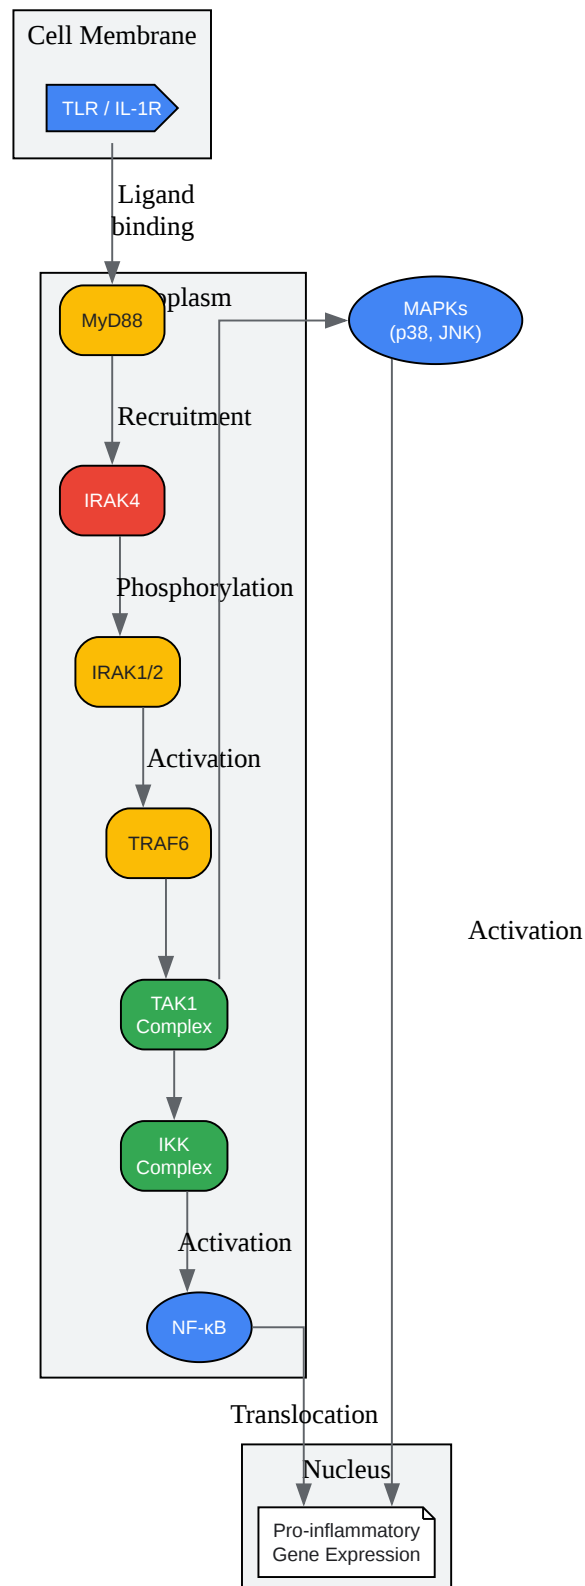 Cell Membrane
TLR / IL-1R
Ligand
binding
MyD88
MAPKs
(p38, JNK)
Recruitment
IRAK4
Phosphorylation
IRAK1/2
Activation
TRAF6
Activation
TAK1
Complex
IKK
Complex
Activation
NF-κB
Translocation
Nucleus
Pro-inflammatory
Gene Expression